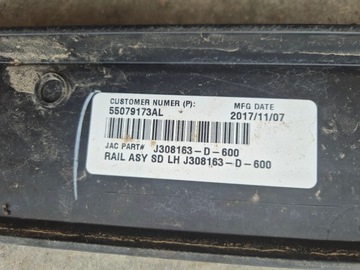 CUSTOMER NUMER (P): MFG DATE
55079173AL 2017/11/07
JAC PART# J308163-D-600
RAIL ASY SD LH J308163-D-600